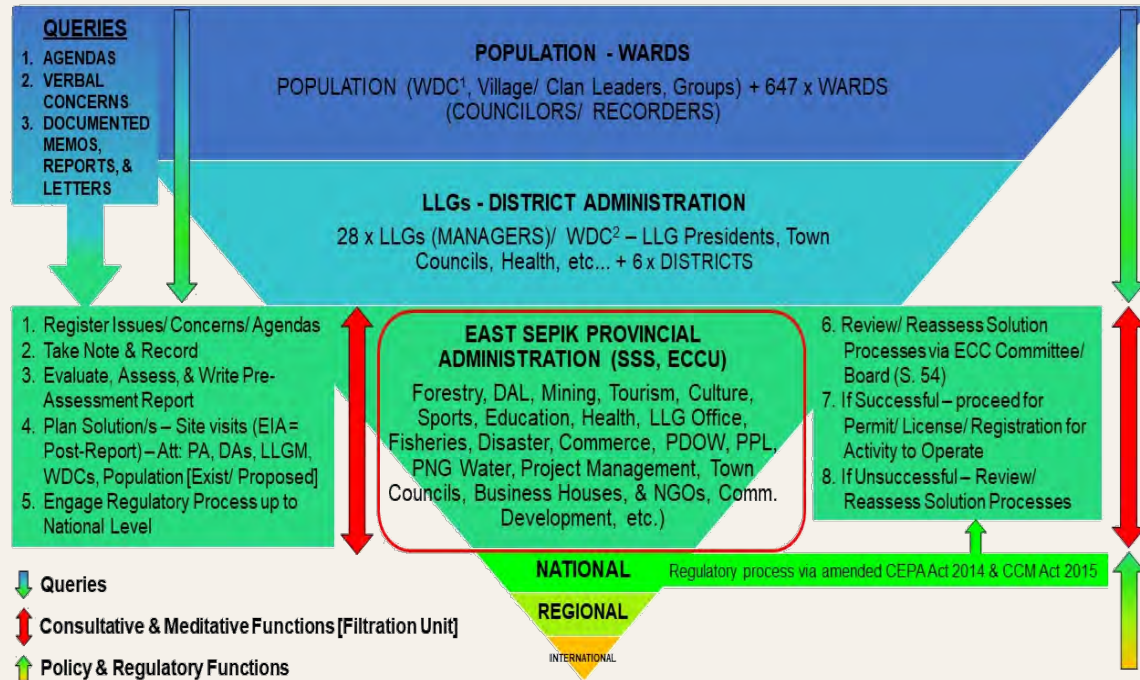 QUERIES
1. AGENDAS
2. VERBAL
CONCERNS
3. DOCUMENTED
MEMOS,
REPORTS, &
LETTERS
POPULATION - WARDS
POPULATION (WDC¹, Village/ Clan Leaders, Groups) + 647 x WARDS
(COUNCILORS/ RECORDERS)
LLGs - DISTRICT ADMINISTRATION
28 x LLGs (MANAGERS)/ WDC² – LLG Presidents, Town
Councils, Health, etc... + 6 x DISTRICTS
1. Register Issues/ Concerns/ Agendas
2. Take Note & Record
3. Evaluate, Assess, & Write Pre-
Assessment Report
4. Plan Solution/s – Site visits (EIA =
Post-Report) – Att: PA, DAs, LLGM,
WDCs, Population [Exist/ Proposed]
5. Engage Regulatory Process up to
National Level
EAST SEPIK PROVINCIAL
ADMINISTRATION (SSS, ECCU)
Forestry, DAL, Mining, Tourism, Culture,
Sports, Education, Health, LLG Office,
Fisheries, Disaster, Commerce, PDOW, PPL,
PNG Water, Project Management, Town
Councils, Business Houses, & NGOs, Comm.
Development, etc.)
6. Review/ Reassess Solution
Processes via ECC Committee/
Board (S. 54)
7. If Successful – proceed for
Permit/ License/ Registration for
Activity to Operate
8. If Unsuccessful – Review/
Reassess Solution Processes
NATIONAL
Regulatory process via amended CEPA Act 2014 & CCM Act 2015
REGIONAL
INTERNATIONAL
Queries
Consultative & Meditative Functions [Filtration Unit]
Policy & Regulatory Functions